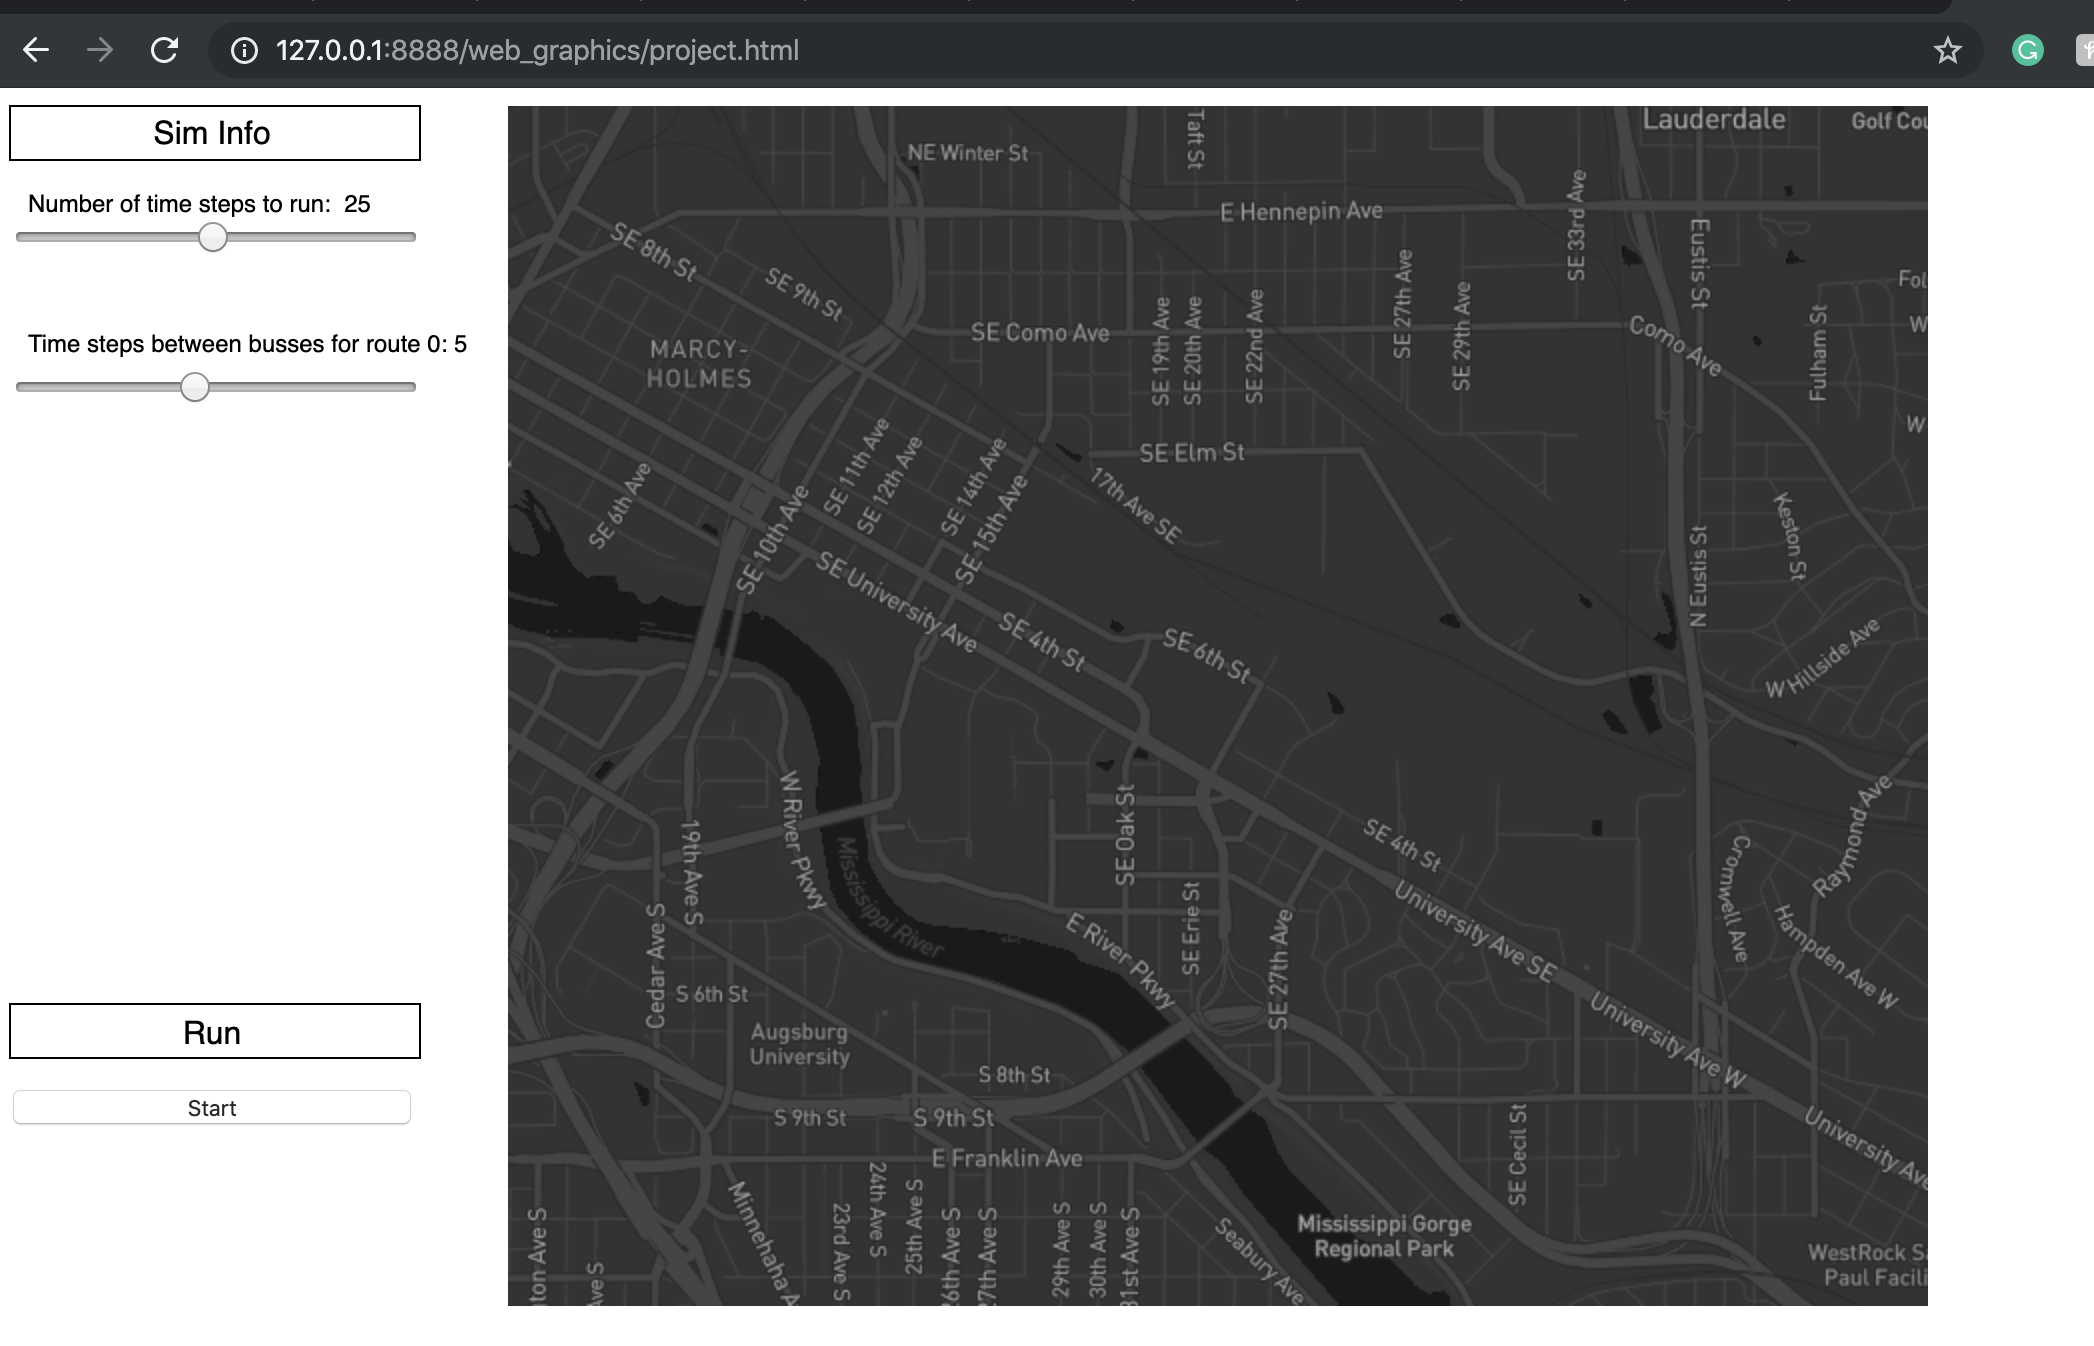 127.0.0.1:8888/web_graphics/project.html
Sim Info
Number of time steps to run: 25
Time steps between busses for route 0: 5
Run
Start
Lauderdale
Golf Cou
NE Winter St
Taft St
E Hennepin Ave
SE 33rd Ave
Eustis St
SE 8th St
SE 9th St
Fol
W
MARCY-
HOLMES
SE Como Ave
SE 19th Ave
SE 20th Ave
SE 22nd Ave
SE 27th Ave
SE 29th Ave
Como Ave
Fulham St
W
SE 6th Ave
SE 10th Ave
SE 11th Ave
SE 12th Ave
SE 14th Ave
SE 15th Ave
SE Elm St
17th Ave SE
Keston St
N Eustis St
SE University Ave
SE 4th St
SE 6th St
W Hillside Ave
W River Pkwy
Mississippi River
19th Ave S
SE Oak St
SE 4th St
Raymond Ave
Cromwell Ave
Cedar Ave S
E River Pkwy
SE Erie St
SE 27th Ave
University Ave SE
Hampden Ave W
S 6th St
Augsburg
University
University Ave W
S 8th St
S 9th St
S 9th St
E Franklin Ave
SE Cecil St
University Ave
Minnehaha A
23rd Ave S
24th Ave S
25th Ave S
26th Ave S
27th Ave S
29th Ave S
30th Ave S
31st Ave S
Seabury Ave
Mississippi Gorge
Regional Park
WestRock S
Paul Facili
ton Ave S
Ave S